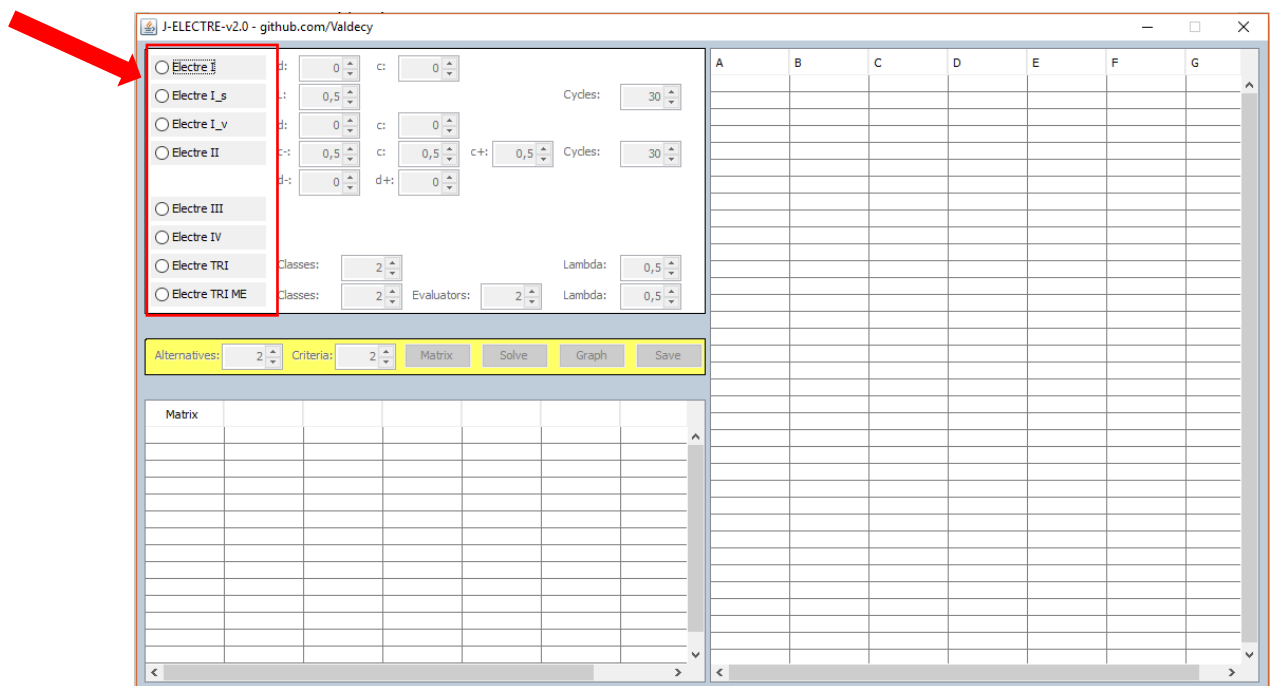 J-ELECTRE-v2.0 - github.com/Valdecy
Electre I d: 0 c: 0
Electre I_s 0,5 Cycles: 30
Electre I_v d: 0 c: 0
Electre II c-: 0,5 c: 0,5 c+: 0,5 Cycles: 30
d-: 0 d+: 0
Electre III
Electre IV
Electre TRI Classes: 2 Lambda: 0,5
Electre TRI ME Classes: 2 Evaluators: 2 Lambda: 0,5
Alternatives: 2 Criteria: 2 Matrix Solve Graph Save
Matrix
A B C D E F G